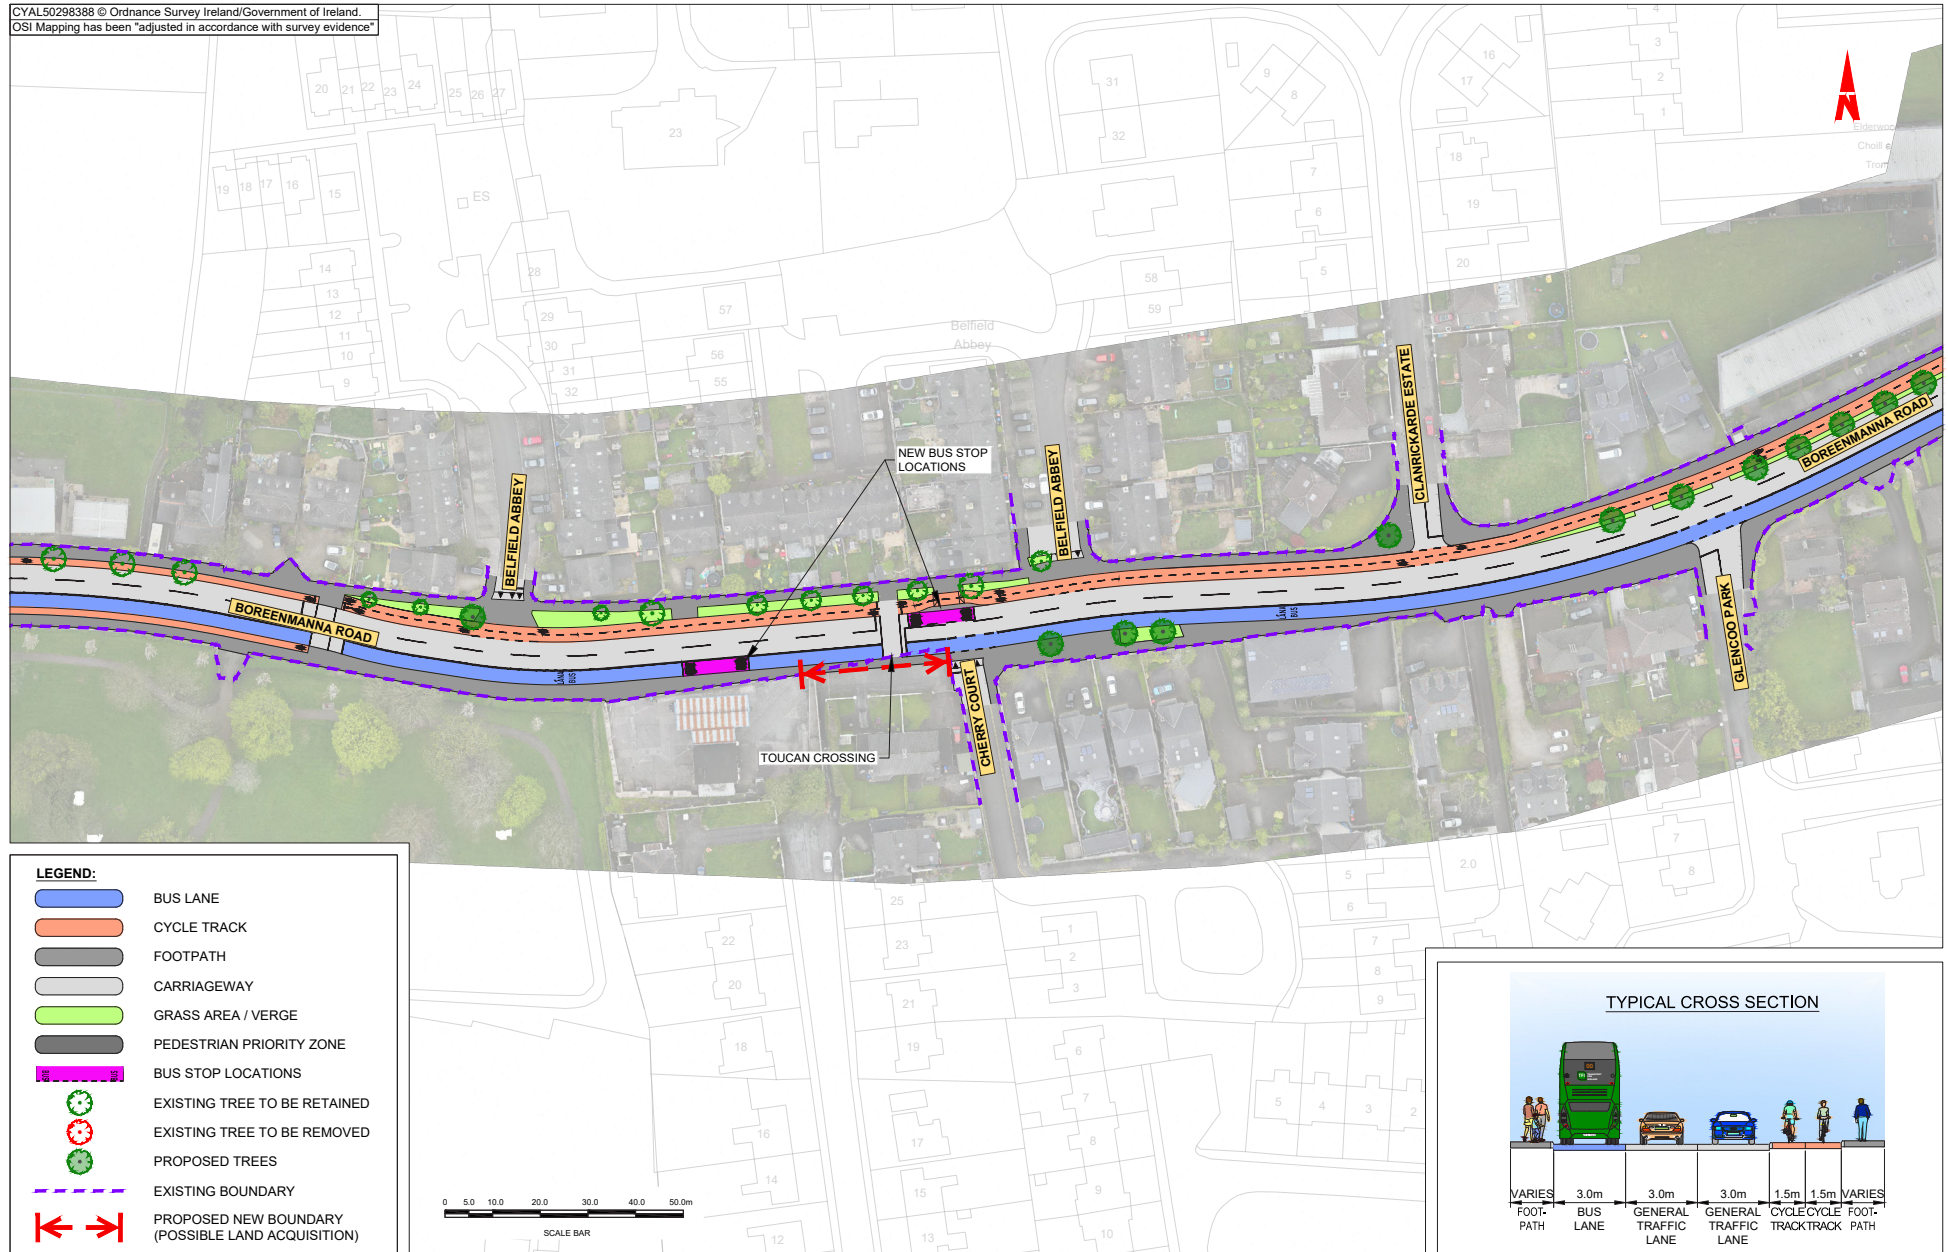 CYAL50298388 © Ordnance Survey Ireland/Government of Ireland.
OSI Mapping has been "adjusted in accordance with survey evidence"
20
21
22
23
24
25
26
27
23
31
32
9
8
16
17
4
3
2
1
N
Choill
19
18
17
16
15
ES
7
6
5
18
19
20
14
13
12
11
10
9
28
29
30
31
32
57
56
55
58
59
Belfield
Abbey
NEW BUS STOP
LOCATIONS
BELFIELD ABBEY
BELFIELD ABBEY
CLANRICKARDE ESTATE
BOREENMANNA ROAD
BOREENMANNA ROAD
LÁNA
BUS
LÁNA
BUS
GLENCOO PARK
CHERRY COURT
TOUCAN CROSSING
25
23
21
19
17
15
13
22
20
18
16
14
12
1
2
3
6
7
8
9
10
5
6
7
8
9
5
4
3
2
2.0
7
8
LEGEND:
BUS LANE
CYCLE TRACK
FOOTPATH
CARRIAGEWAY
GRASS AREA / VERGE
PEDESTRIAN PRIORITY ZONE
BUS STOP LOCATIONS
EXISTING TREE TO BE RETAINED
EXISTING TREE TO BE REMOVED
PROPOSED TREES
EXISTING BOUNDARY
PROPOSED NEW BOUNDARY
(POSSIBLE LAND ACQUISITION)
0 5.0 10.0 20.0 30.0 40.0 50.0m
SCALE BAR
TYPICAL CROSS SECTION
VARIES 3.0m 3.0m 3.0m 1.5m 1.5m VARIES
FOOT-
PATH
BUS
LANE
GENERAL
TRAFFIC
LANE
GENERAL
TRAFFIC
LANE
CYCLE
TRACK
CYCLE
TRACK
FOOT-
PATH